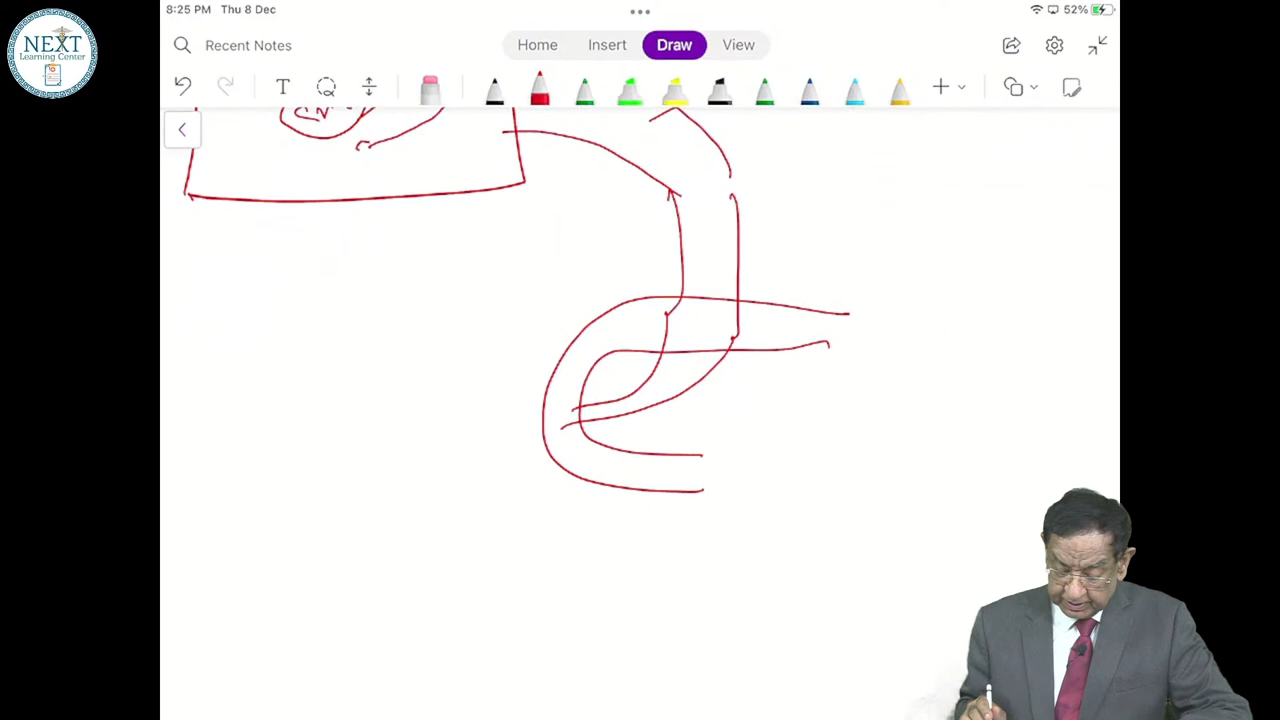 8:25 PM Thu 8 Dec
52%
NEXT
Learning Center
Recent Notes
Home
Insert
Draw
View
T